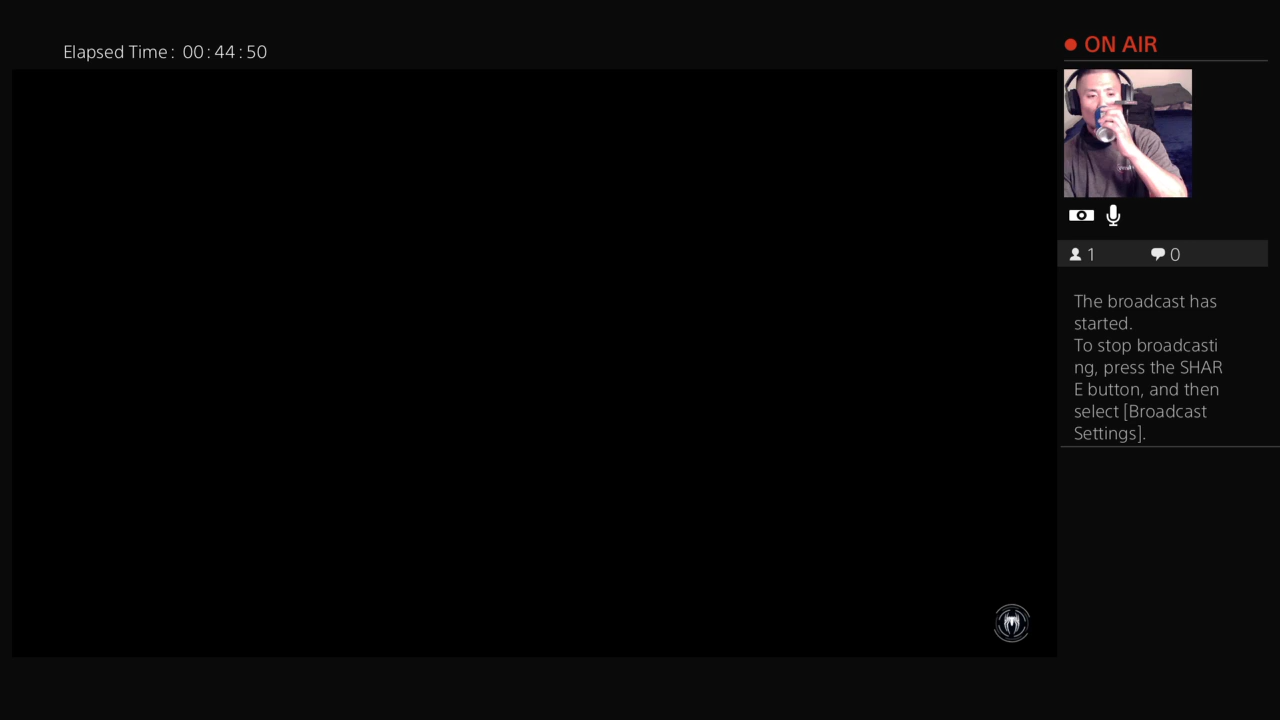 Elapsed Time: 00:44:50
ON AIR
1
0
The broadcast has
started.
To stop broadcasti
ng, press the SHAR
E button, and then
select [Broadcast
Settings].